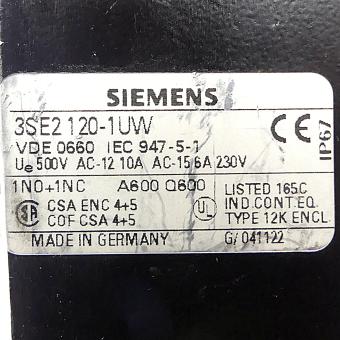 SIEMENS
3SE2 120-1UW
CE
VDE 0660 IEC 947-5-1
IP67
Ue 500V AC-12 10A AC-15 6A 230V
1NO+1NC A600 Q600
LISTED 165C
CSA ENC 4+5
IND.CONT.EQ.
COF CSA 4+5
TYPE 12K ENCL.
MADE IN GERMANY
G/041122
SA
UL